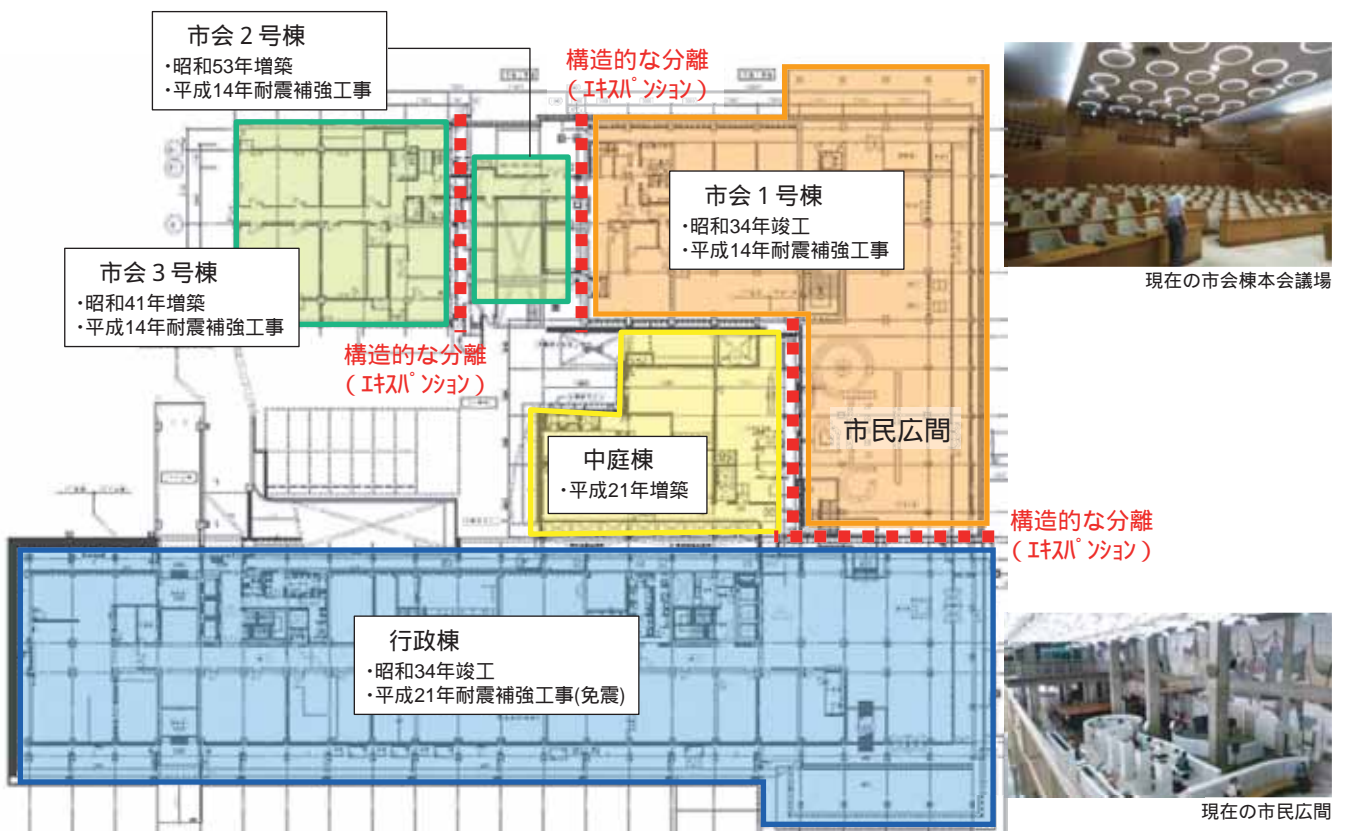 市会２号棟
・昭和53年増築
・平成14年耐震補強工事
構造的な分離
（ エキスパンション ）
市会１号棟
・昭和34年竣工
・平成14年耐震補強工事
現在の市会棟本会議場
市会３号棟
・昭和41年増築
・平成14年耐震補強工事
構造的な分離
（ エキスパンション ）
市民広間
中庭棟
・平成21年増築
構造的な分離
（ エキスパンション ）
行政棟
・昭和34年竣工
・平成21年耐震補強工事(免震)
現在の市民広間